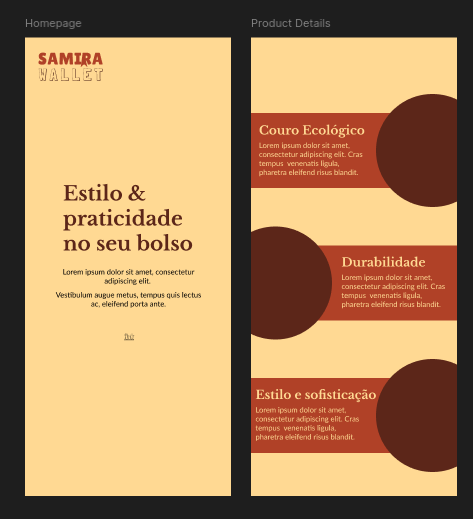 Homepage
SAMIRA
WALLET
Estilo &
praticidade
no seu bolso
Lorem ipsum dolor sit amet, consectetur
adipiscing elit.
Vestibulum augue metus, tempus quis lectus
ac, eleifend porta ante.
Product Details
Couro Ecológico
Lorem ipsum dolor sit amet,
consectetur adipiscing elit. Cras
tempus venenatis ligula,
pharetra eleifend risus blandit.
Durabilidade
Lorem ipsum dolor sit amet,
consectetur adipiscing elit. Cras
tempus venenatis ligula,
pharetra eleifend risus blandit.
Estilo e sofisticação
Lorem ipsum dolor sit amet,
consectetur adipiscing elit. Cras
tempus venenatis ligula,
pharetra eleifend risus blandit.